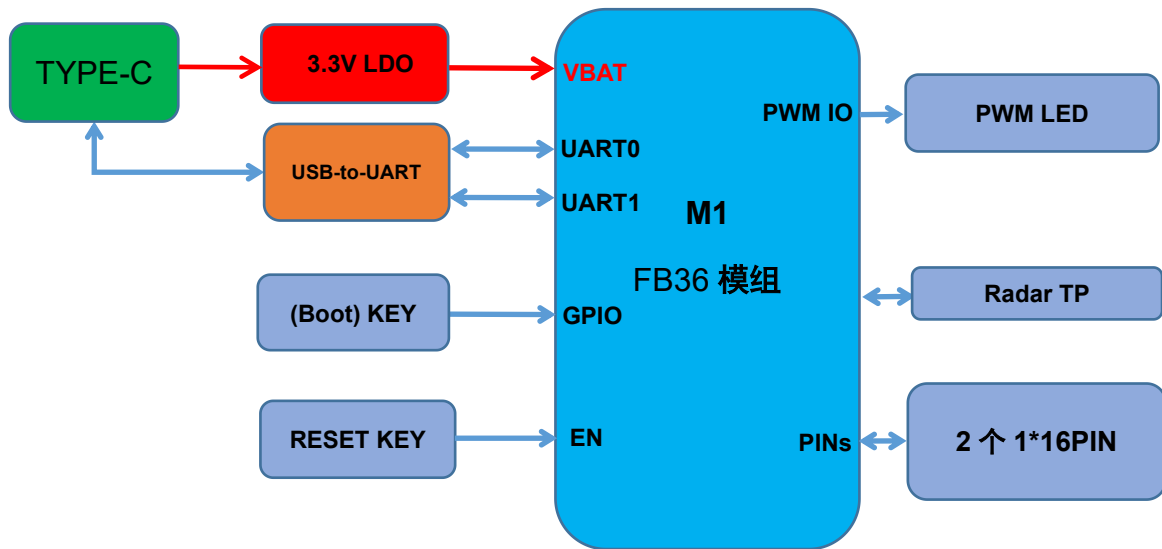 TYPE-C
3.3V LDO
USB-to-UART
(Boot) KEY
RESET KEY
VBAT
UART0
UART1
GPIO
EN
M1
FB36 模组
PWM IO
PINs
PWM LED
Radar TP
2 个 1*16PIN